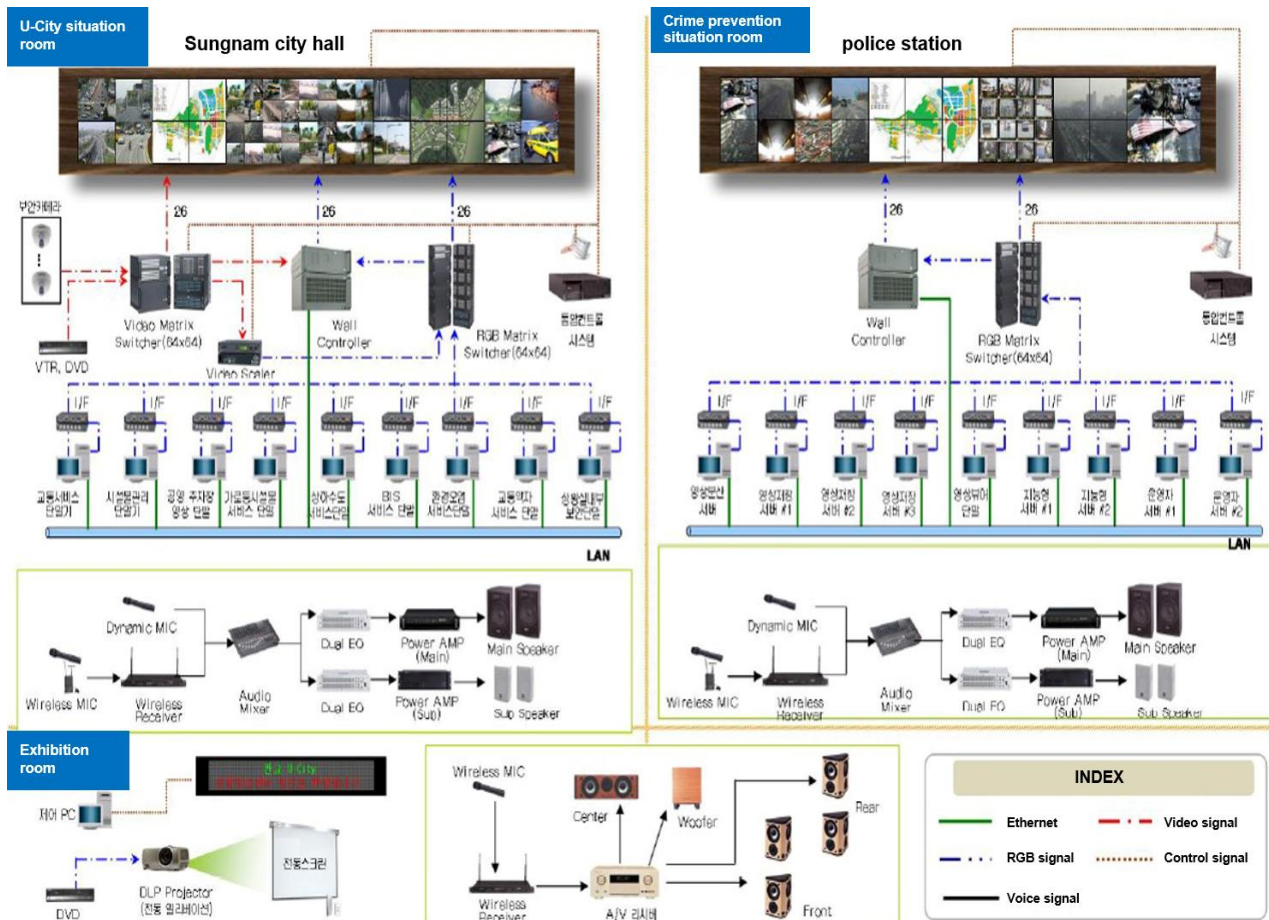 U-City situation
room
Sungnam city hall
Crime prevention
situation room
police station
보안카메라
26
26
26
Video Matrix
Switcher(64x64)
VTR, DVD
Video Scaler
Wall
Controller
RGB Matrix
Switcher(64x64)
통합컨트롤
시스템
I/F
I/F
I/F
I/F
I/F
I/F
I/F
I/F
I/F
교통서비스
단말기
시설물관리
단말기
공영 주차장
영상 단말
가로등시설물
서비스 단말
상하수도
서비스단말
BIS
서비스 단말
환경오염
서비스단말
교통약자
서비스 단말
상황실내부
보안단말
LAN
26
26
Wall
Controller
RGB Matrix
Switcher(64x64)
통합컨트롤
시스템
I/F
I/F
I/F
I/F
I/F
I/F
I/F
I/F
I/F
영상분산
서버
영상저장
서버 #1
영상저장
서버 #2
영상저장
서버 #3
영상뷰어
단말
지능형
서버 #1
지능형
서버 #2
운영자
서버 #1
운영자
서버 #2
LAN
Dynamic MIC
Wireless MIC
Wireless
Receiver
Audio
Mixer
Dual EQ
Dual EQ
Power AMP
(Main)
Power AMP
(Sub)
Main Speaker
Sub Speaker
Dynamic MIC
Wireless MIC
Wireless
Receiver
Audio
Mixer
Dual EQ
Dual EQ
Power AMP
(Main)
Power AMP
(Sub)
Main Speaker
Sub Speaker
Exhibition
room
판교 U-City
제어 PC
전동스크린
DVD
DLP Projector
(전동 엘리베이션)
Wireless MIC
Center
Woofer
Rear
Wireless
Receiver
A/V 리시버
Front
INDEX
Ethernet
Video signal
RGB signal
Control signal
Voice signal